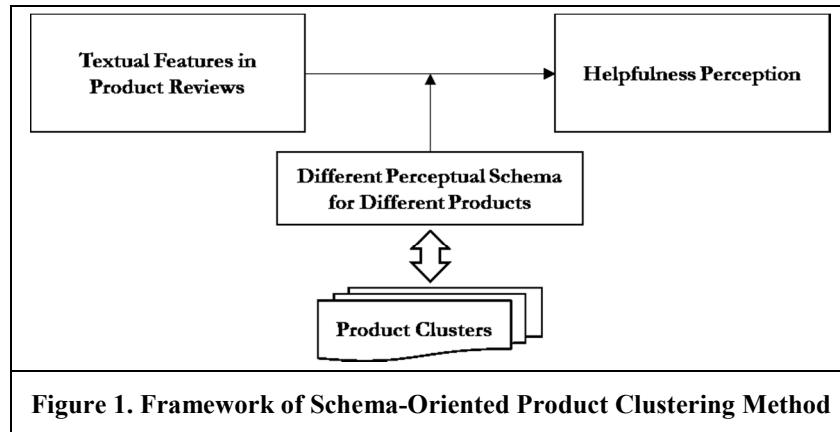 Textual Features in
Product Reviews
Helpfulness Perception
Different Perceptual Schema
for Different Products
Product Clusters
Figure 1. Framework of Schema-Oriented Product Clustering Method